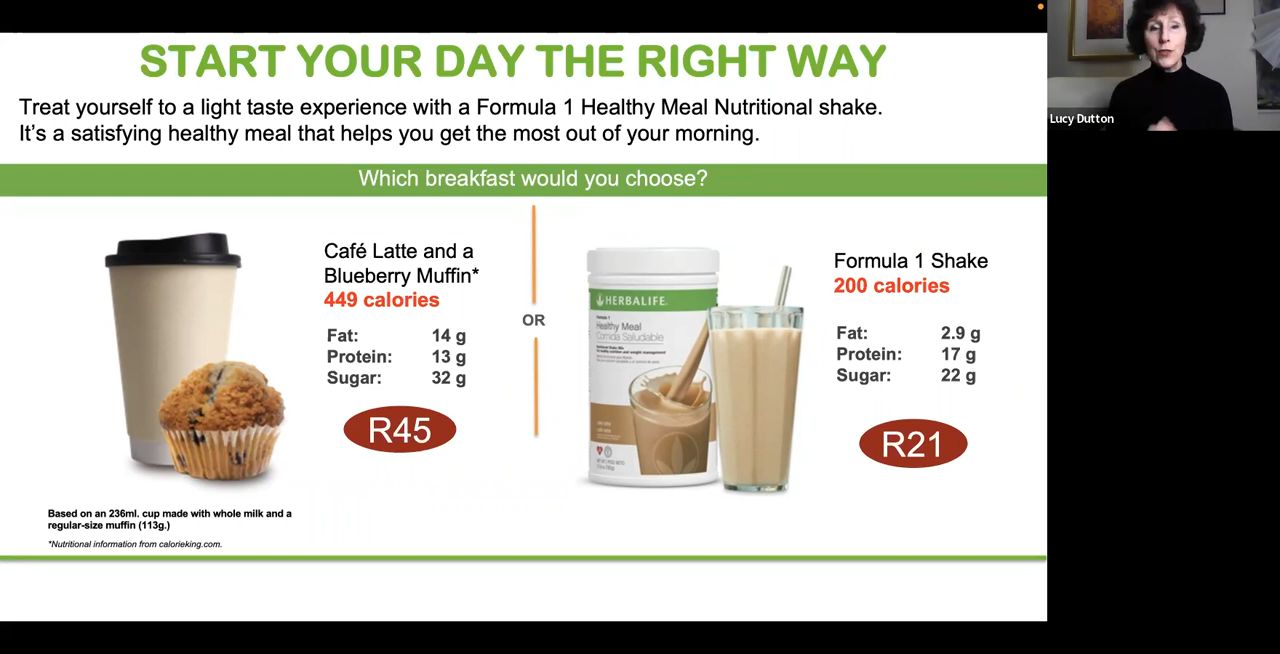 START YOUR DAY THE RIGHT WAY
Treat yourself to a light taste experience with a Formula 1 Healthy Meal Nutritional shake.
It's a satisfying healthy meal that helps you get the most out of your morning.
Which breakfast would you choose?
Café Latte and a
Blueberry Muffin*
449 calories
Fat: 14 g
Protein: 13 g
Sugar: 32 g
R45
OR
HERBALIFE
Formula 1
Healthy Meal
Comida Saludable
Formula 1 Shake
200 calories
Fat: 2.9 g
Protein: 17 g
Sugar: 22 g
R21
Based on an 236ml. cup made with whole milk and a
regular-size muffin (113g.)
*Nutritional information from calorieking.com.
Lucy Dutton